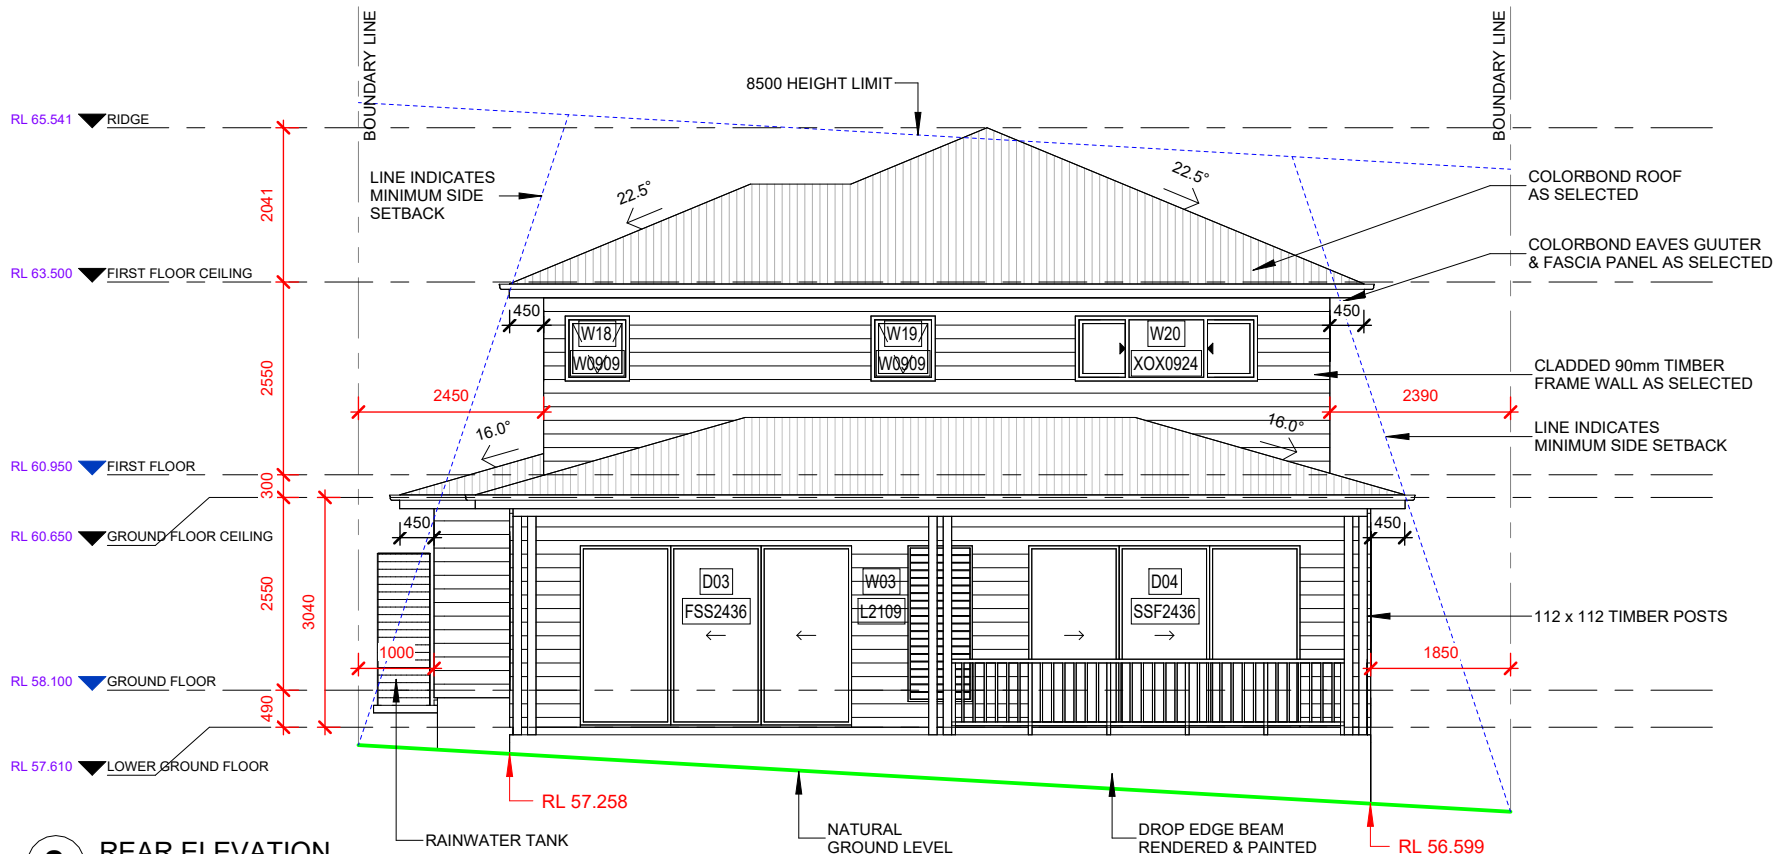 BOUNDARY LINE
BOUNDARY LINE
8500 HEIGHT LIMIT
RL 65.541 RIDGE
LINE INDICATES
MINIMUM SIDE
SETBACK
22.5°
22.5°
COLORBOND ROOF
AS SELECTED
2041
COLORBOND EAVES GUUTER
& FASCIA PANEL AS SELECTED
RL 63.500 FIRST FLOOR CEILING
450
450
W18
W0909
W19
W0909
W20
XOX0924
2550
CLADDED 90mm TIMBER
FRAME WALL AS SELECTED
2450
2390
16.0°
16.0°
LINE INDICATES
MINIMUM SIDE SETBACK
RL 60.950 FIRST FLOOR
300
450
450
RL 60.650 GROUND FLOOR CEILING
2550
3040
D03
FSS2436
W03
L2109
D04
SSF2436
112 x 112 TIMBER POSTS
1000
1850
RL 58.100 GROUND FLOOR
490
RL 57.610 LOWER GROUND FLOOR
RL 57.258
RAINWATER TANK
NATURAL
GROUND LEVEL
DROP EDGE BEAM
RENDERED & PAINTED
RL 56.599
REAR ELEVATION